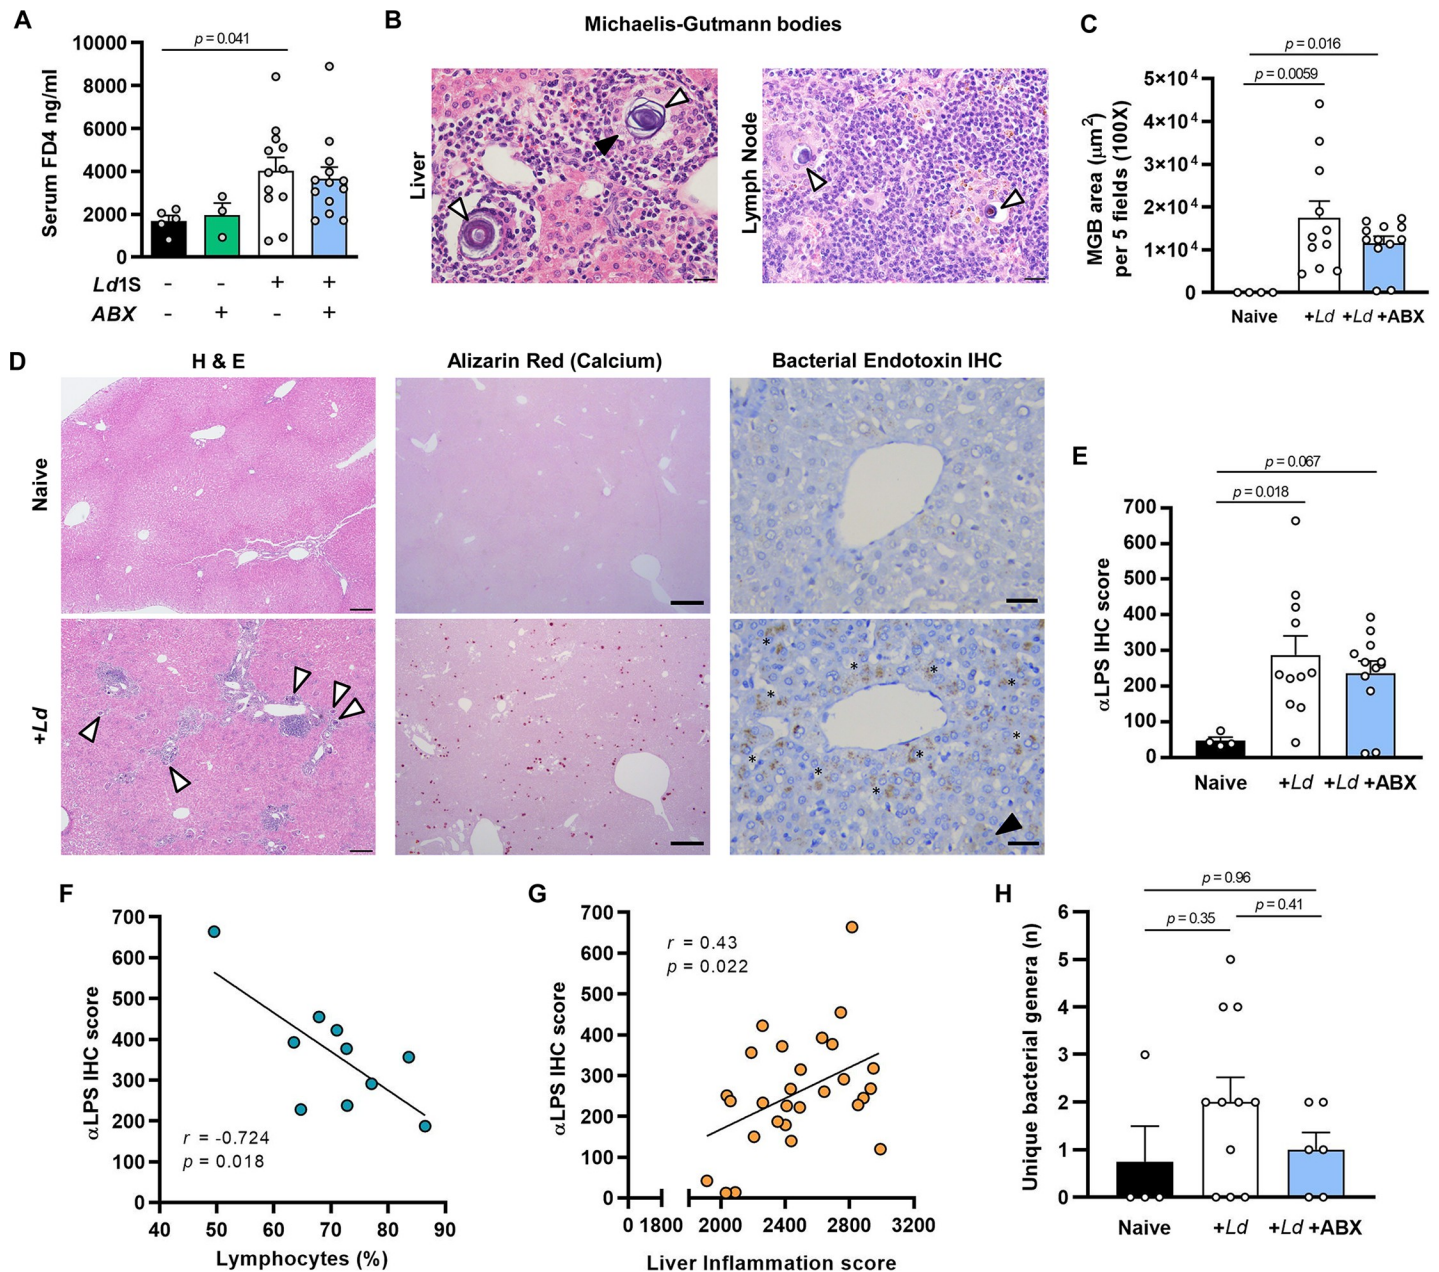 A
p = 0.041
Serum FD4 ng/ml
10000
8000
6000
4000
2000
0
Ld1S - - + +
ABX - + - +
B
Michaelis-Gutmann bodies
Liver
Lymph Node
C
p = 0.016
p = 0.0059
MGB area (µm²)
per 5 fields (100X)
5×10⁴
4×10⁴
3×10⁴
2×10⁴
1×10⁴
0
Naive +Ld +Ld +ABX
D
H & E
Alizarin Red (Calcium)
Bacterial Endotoxin IHC
Naive
+Ld
* * * * * * * * *
E
p = 0.067
p = 0.018
αLPS IHC score
700
600
500
400
300
200
100
0
Naive +Ld +Ld +ABX
F
αLPS IHC score
700
600
500
400
300
200
100
0
r = -0.724
p = 0.018
40 50 60 70 80 90
Lymphocytes (%)
G
αLPS IHC score
700
600
500
400
300
200
100
0
r = 0.43
p = 0.022
0 1800 2000 2400 2800 3200
Liver Inflammation score
H
p = 0.96
p = 0.35
p = 0.41
Unique bacterial genera (n)
6
5
4
3
2
1
0
Naive +Ld +Ld +ABX